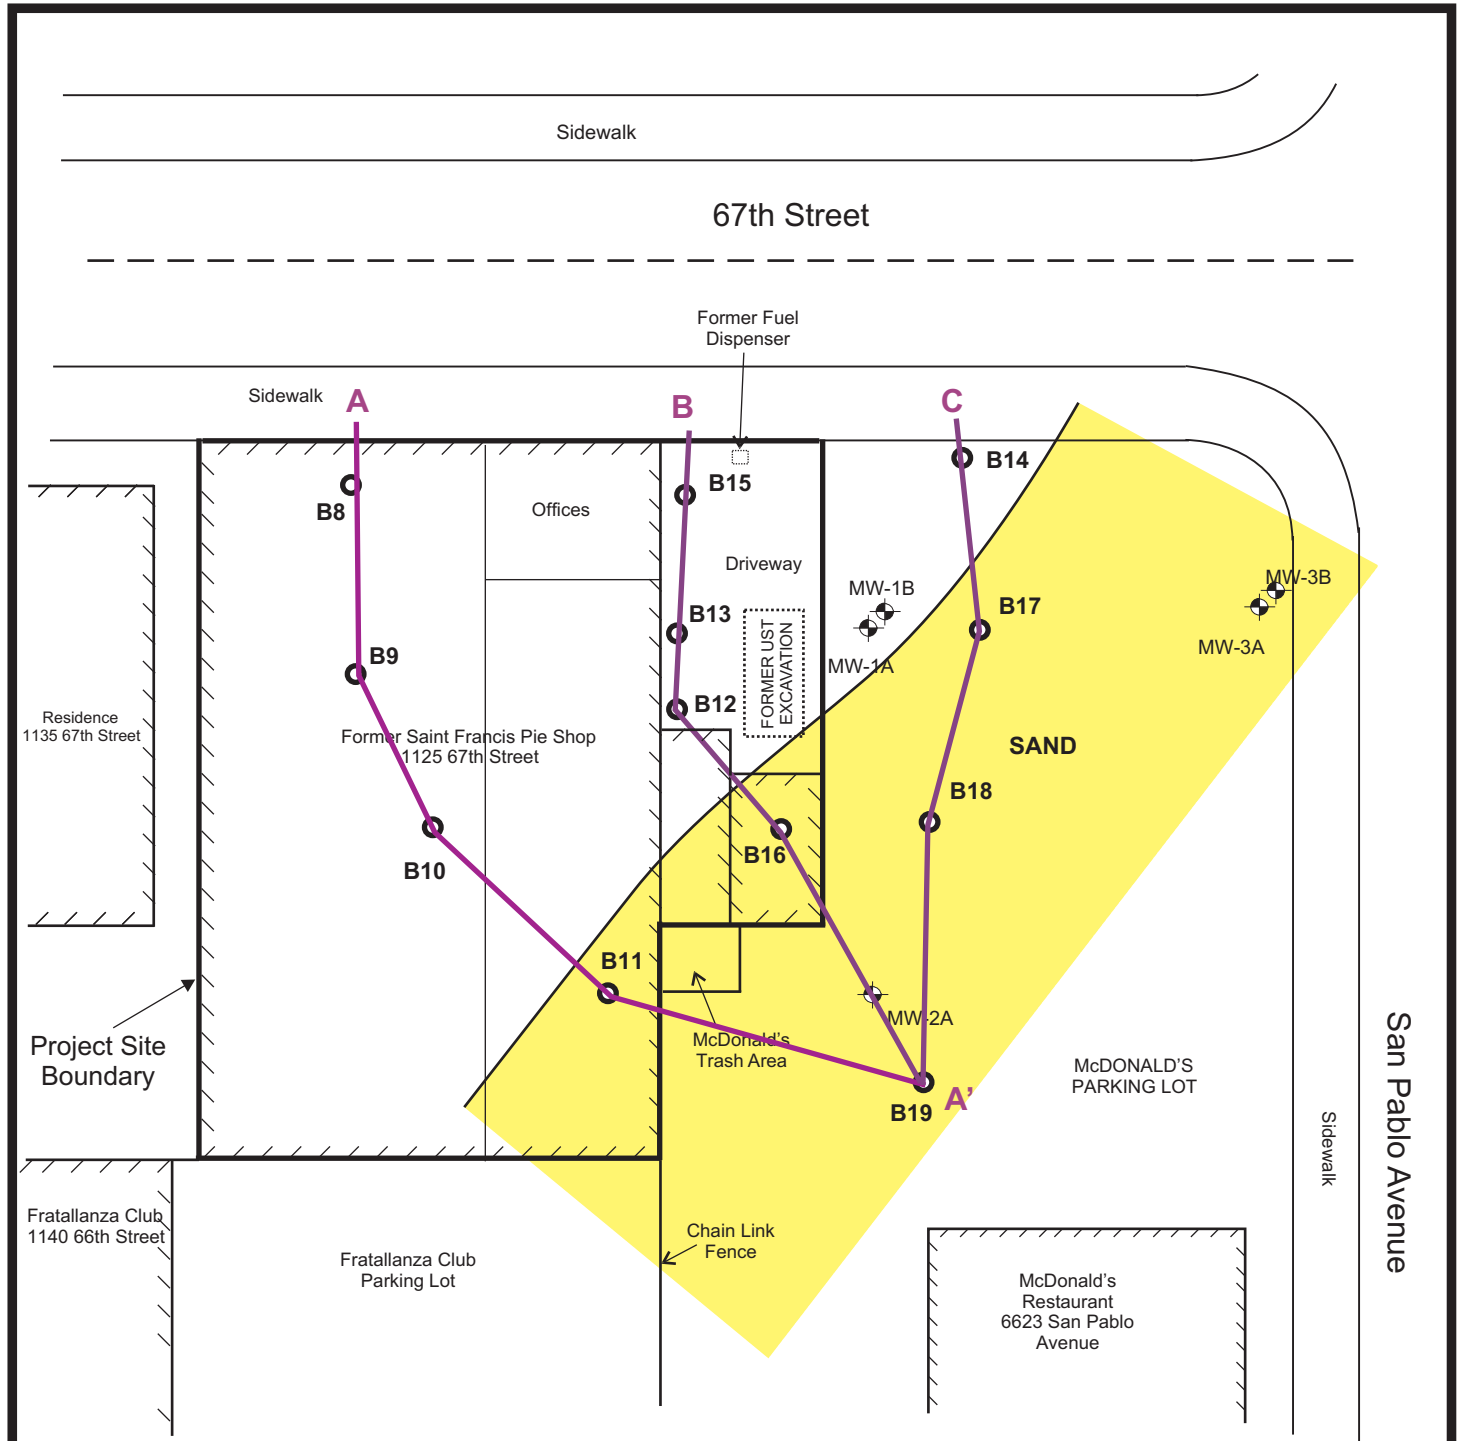 Sidewalk
67th Street
Former Fuel
Dispenser
Sidewalk
A
B
C
B14
B8
B15
Offices
Driveway
MW-1B
MW-3B
B13
B17
FORMER UST
EXCAVATION
MW-1A
MW-3A
B9
B12
Residence
1135 67th Street
Former Saint Francis Pie Shop
1125 67th Street
SAND
B18
B16
B10
B11
MW-2A
Project Site
Boundary
McDonald's
Trash Area
McDONALD'S
PARKING LOT
B19
A'
San Pablo Avenue
Sidewalk
Fratallanza Club
1140 66th Street
Chain Link
Fence
Fratallanza Club
Parking Lot
McDonald's
Restaurant
6623 San Pablo
Avenue